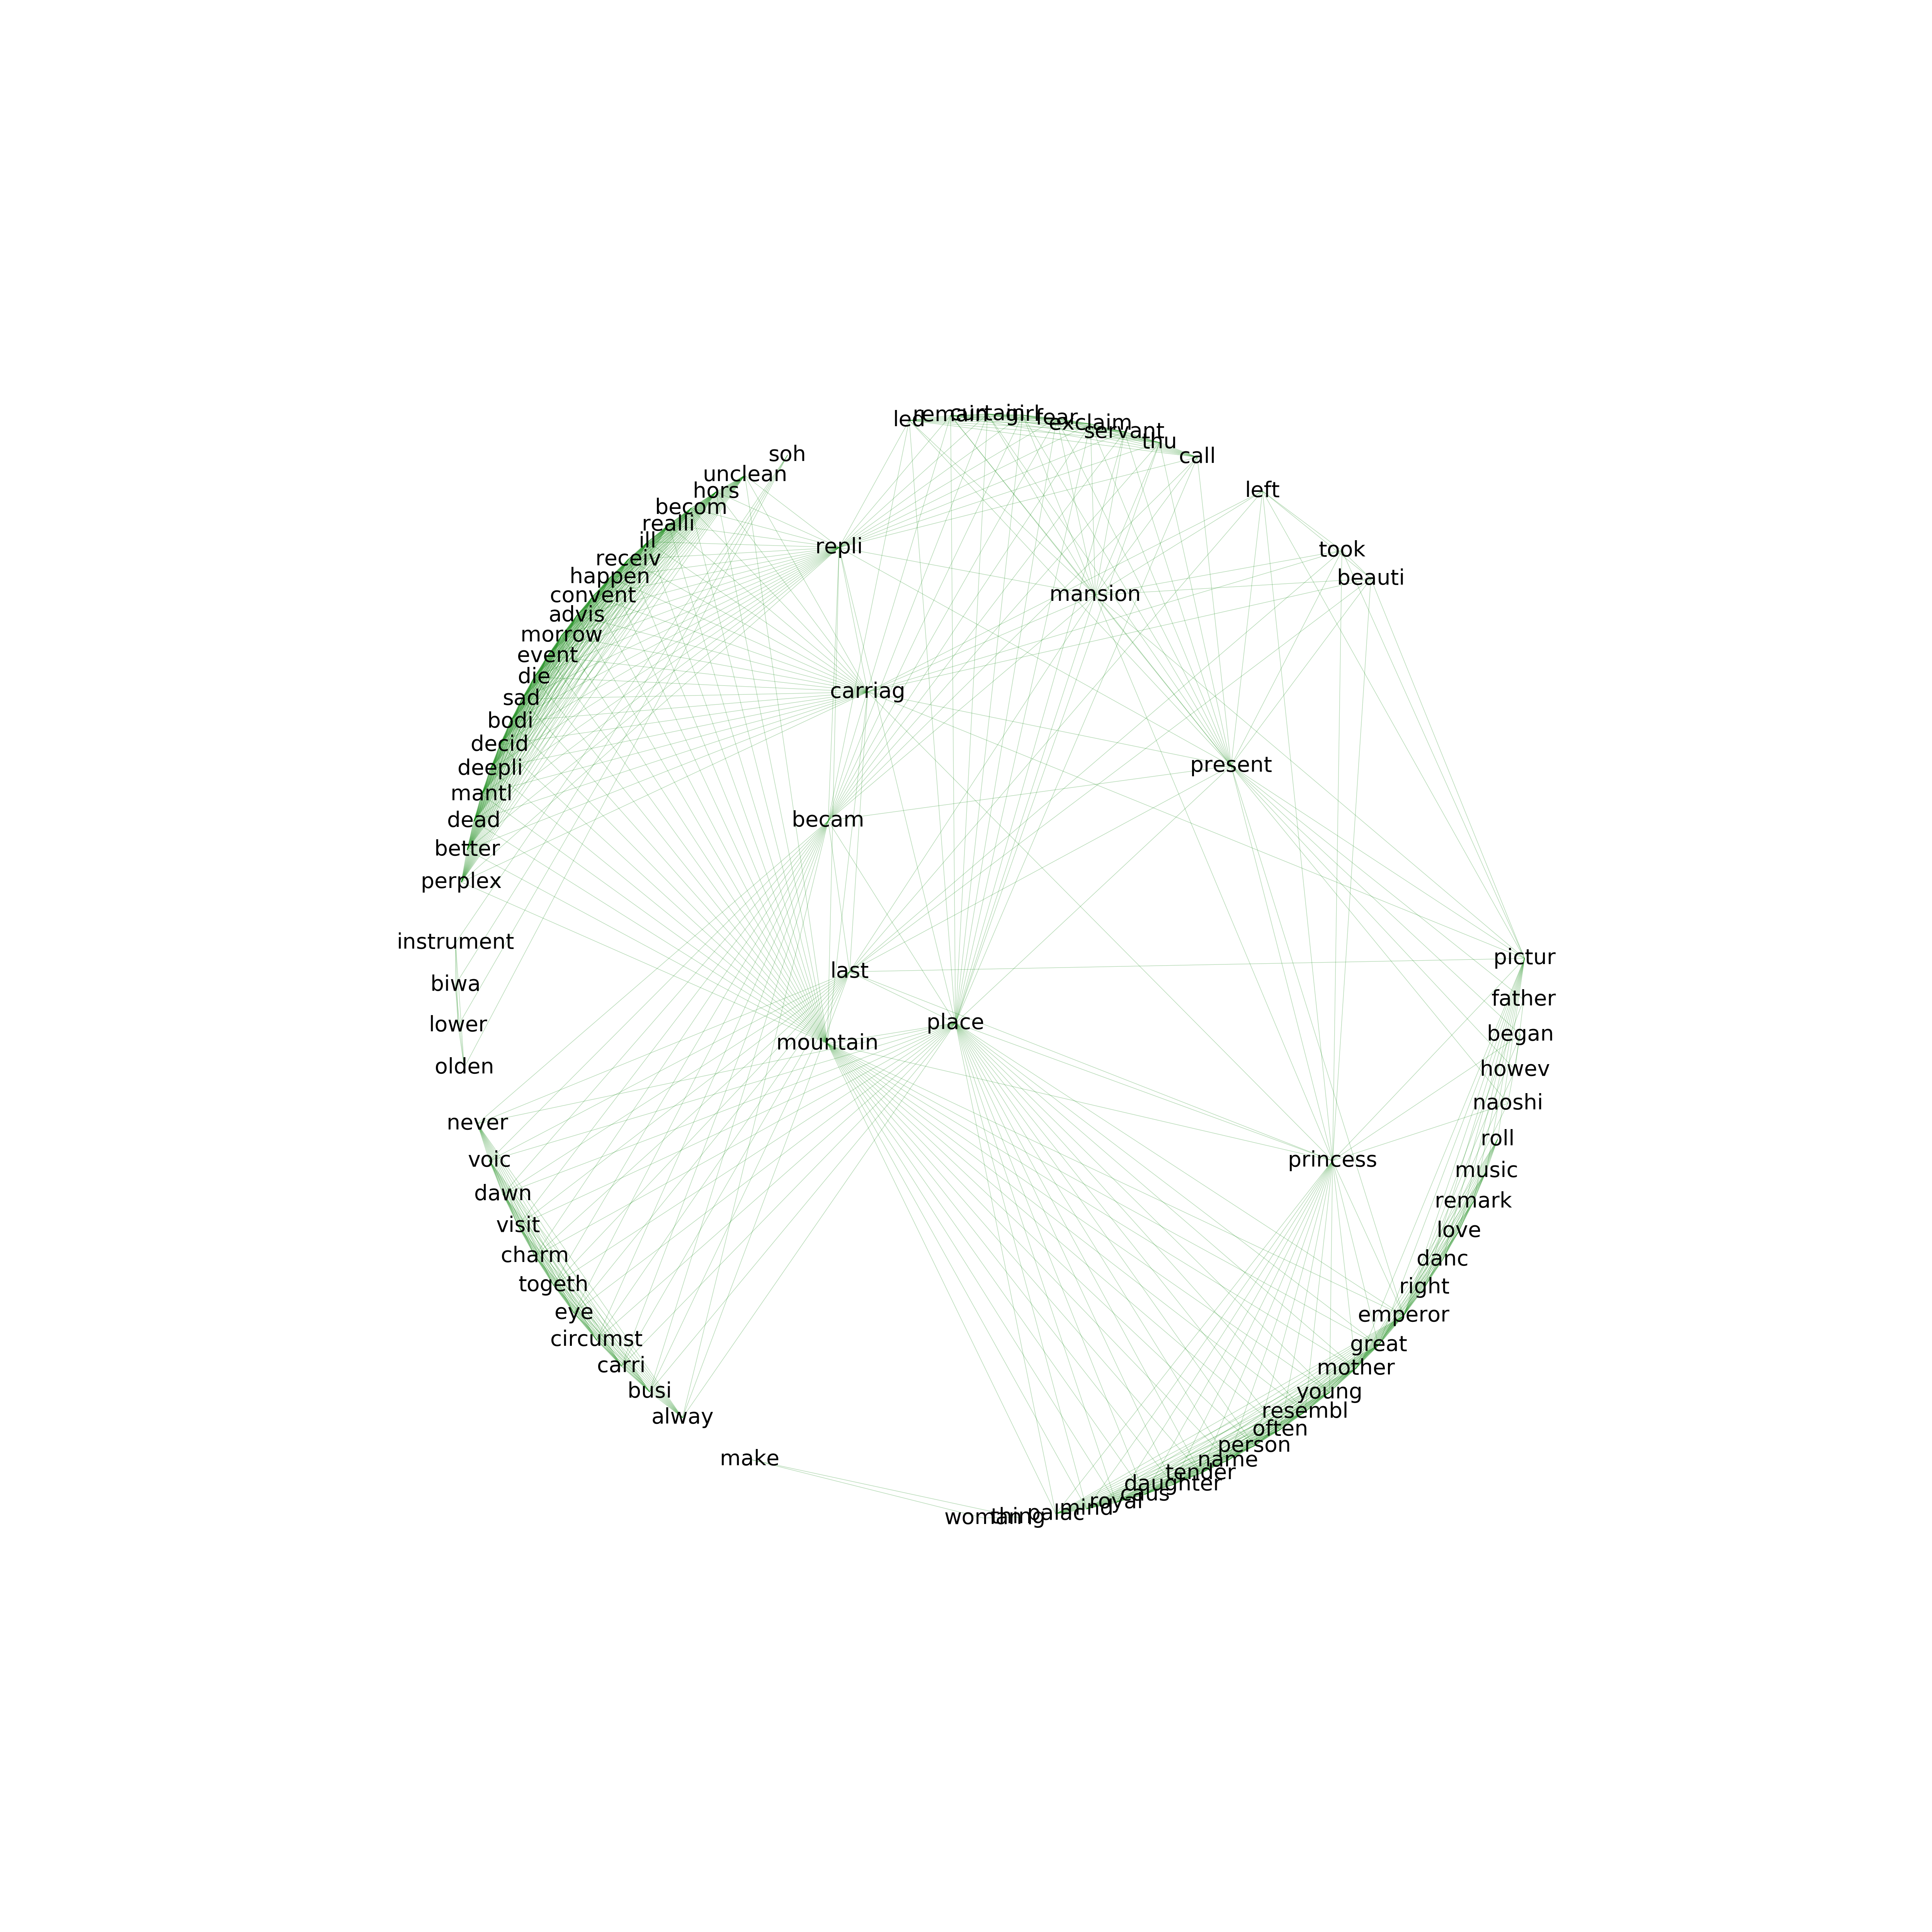 led
remain
curtain
girl
fear
exclaim
servant
thu
call
soh
unclean
hors
left
becom
realli
ill
repli
took
receiv
happen
beauti
convent
mansion
advis
morrow
event
die
sad
carriag
bodi
decid
present
deepli
mantl
dead
becam
better
perplex
instrument
pictur
last
biwa
father
lower
place
began
mountain
olden
howev
naoshi
never
roll
voic
princess
music
dawn
remark
visit
love
charm
danc
togeth
right
eye
emperor
circumst
great
carri
mother
busi
young
resembl
alway
often
person
make
name
tender
daughter
caus
royal
mind
palac
thing
woman